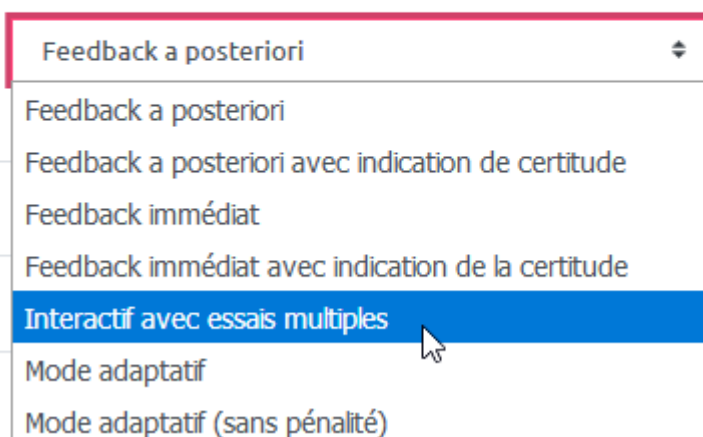 Feedback a posteriori
Feedback a posteriori
Feedback a posteriori avec indication de certitude
Feedback immédiat
Feedback immédiat avec indication de la certitude
Interactif avec essais multiples
Mode adaptatif
Mode adaptatif (sans pénalité)